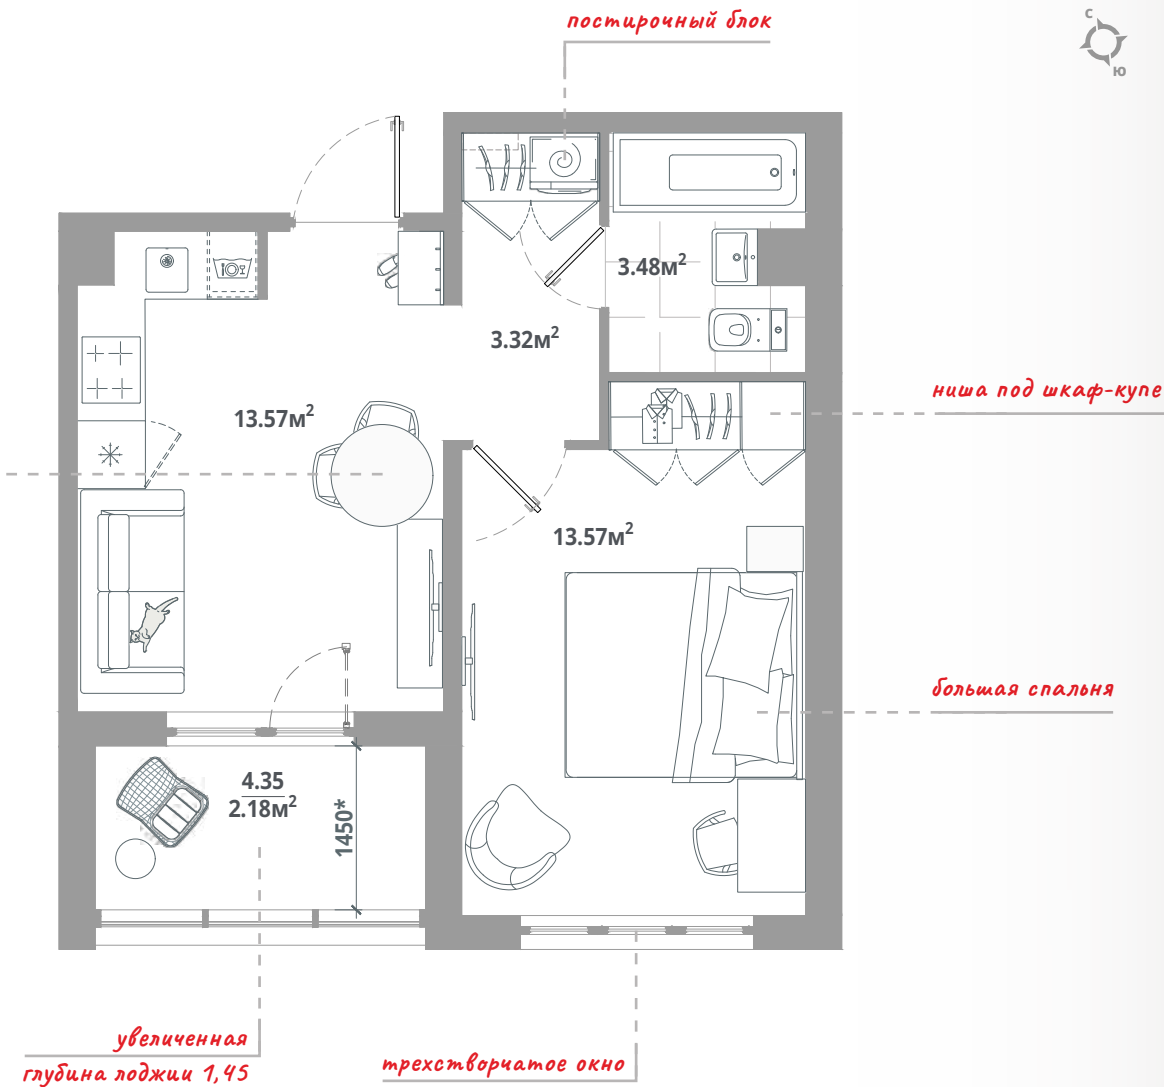 постирочный блок
С
Ю
3.48м²
3.32м²
ниша под шкаф-купе
13.57м²
13.57м²
большая спальня
4.35
2.18м²
1450*
увеличенная
глубина лоджии 1,45
трехстворчатое окно